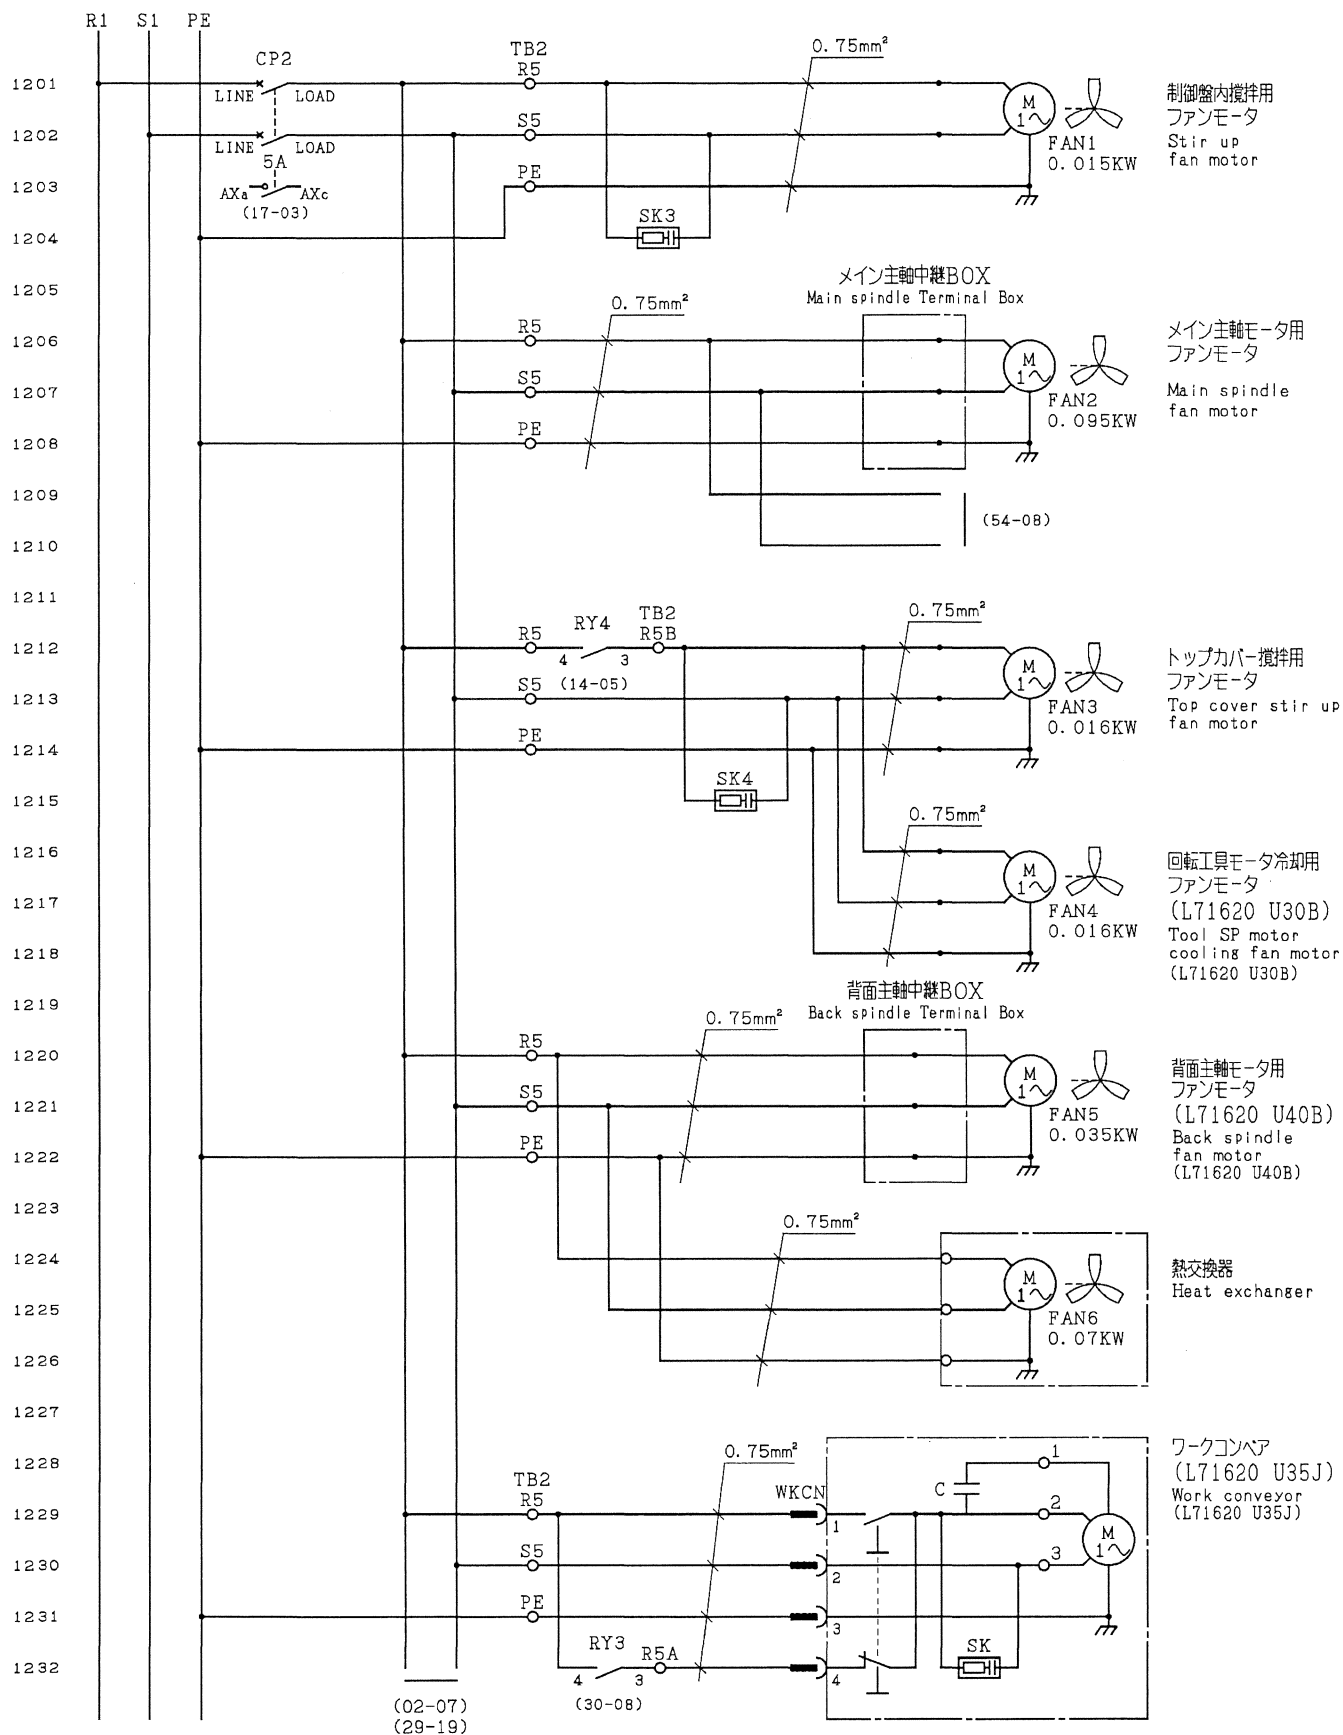 R1 S1 PE
1201
1202
1203
1204
1205
1206
1207
1208
1209
1210
1211
1212
1213
1214
1215
1216
1217
1218
1219
1220
1221
1222
1223
1224
1225
1226
1227
1228
1229
1230
1231
1232
CP2
LINE LOAD
LINE LOAD
5A
AXa AXc
(17-03)
TB2
R5
S5
PE
SK3
0.75mm²
M
1
FAN1
0.015KW
制御盤内撹拌用
ファンモータ
Stir up
fan motor
メイン主軸中継BOX
Main spindle Terminal Box
0.75mm²
R5
S5
PE
M
1
FAN2
0.095KW
メイン主軸モータ用
ファンモータ
Main spindle
fan motor
(54-08)
R5
RY4
4 3
(14-05)
TB2
R5B
S5
PE
SK4
0.75mm²
M
1
FAN3
0.016KW
トップカバー撹拌用
ファンモータ
Top cover stir up
fan motor
0.75mm²
M
1
FAN4
0.016KW
回転工具モータ冷却用
ファンモータ
(L71620 U30B)
Tool SP motor
cooling fan motor
(L71620 U30B)
背面主軸中継BOX
Back spindle Terminal Box
0.75mm²
R5
S5
PE
M
1
FAN5
0.035KW
背面主軸モータ用
ファンモータ
(L71620 U40B)
Back spindle
fan motor
(L71620 U40B)
0.75mm²
M
1
FAN6
0.07KW
熱交換器
Heat exchanger
0.75mm²
TB2
R5
S5
PE
RY3
4 3
R5A
(30-08)
WKCN
1
2
3
4
C
1
2
3
M
1
SK
ワークコンベア
(L71620 U35J)
Work conveyor
(L71620 U35J)
(02-07)
(29-19)